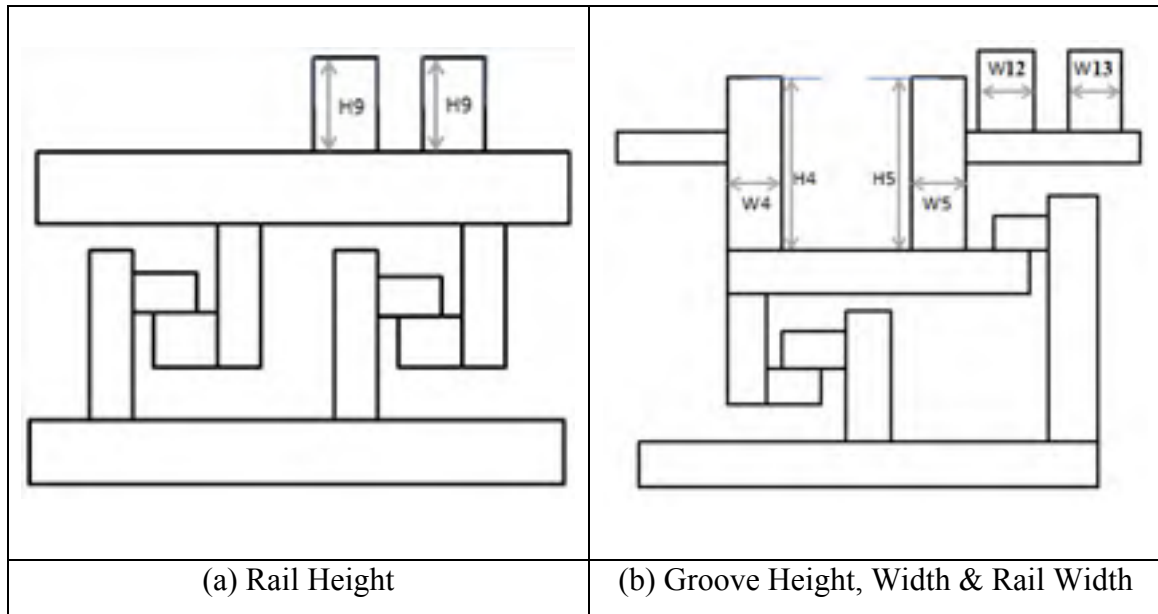 H9 H9
W12 W13
W4 H4 H5 W5
(a) Rail Height
(b) Groove Height, Width & Rail Width